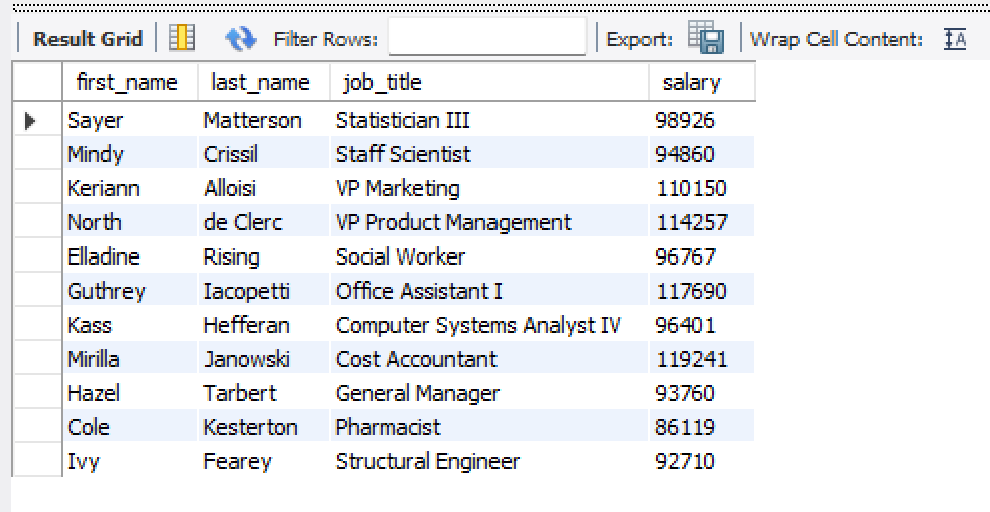 Result Grid Filter Rows: Export: Wrap Cell Content: IA
first_name last_name job_title salary
Sayer Matterson Statistician III 98926
Mindy Crissil Staff Scientist 94860
Keriann Alloisi VP Marketing 110150
North de Clerc VP Product Management 114257
Elladine Rising Social Worker 96767
Guthrey Iacopetti Office Assistant I 117690
Kass Hefferan Computer Systems Analyst IV 96401
Mirilla Janowski Cost Accountant 119241
Hazel Tarbert General Manager 93760
Cole Kesterton Pharmacist 86119
Ivy Fearey Structural Engineer 92710